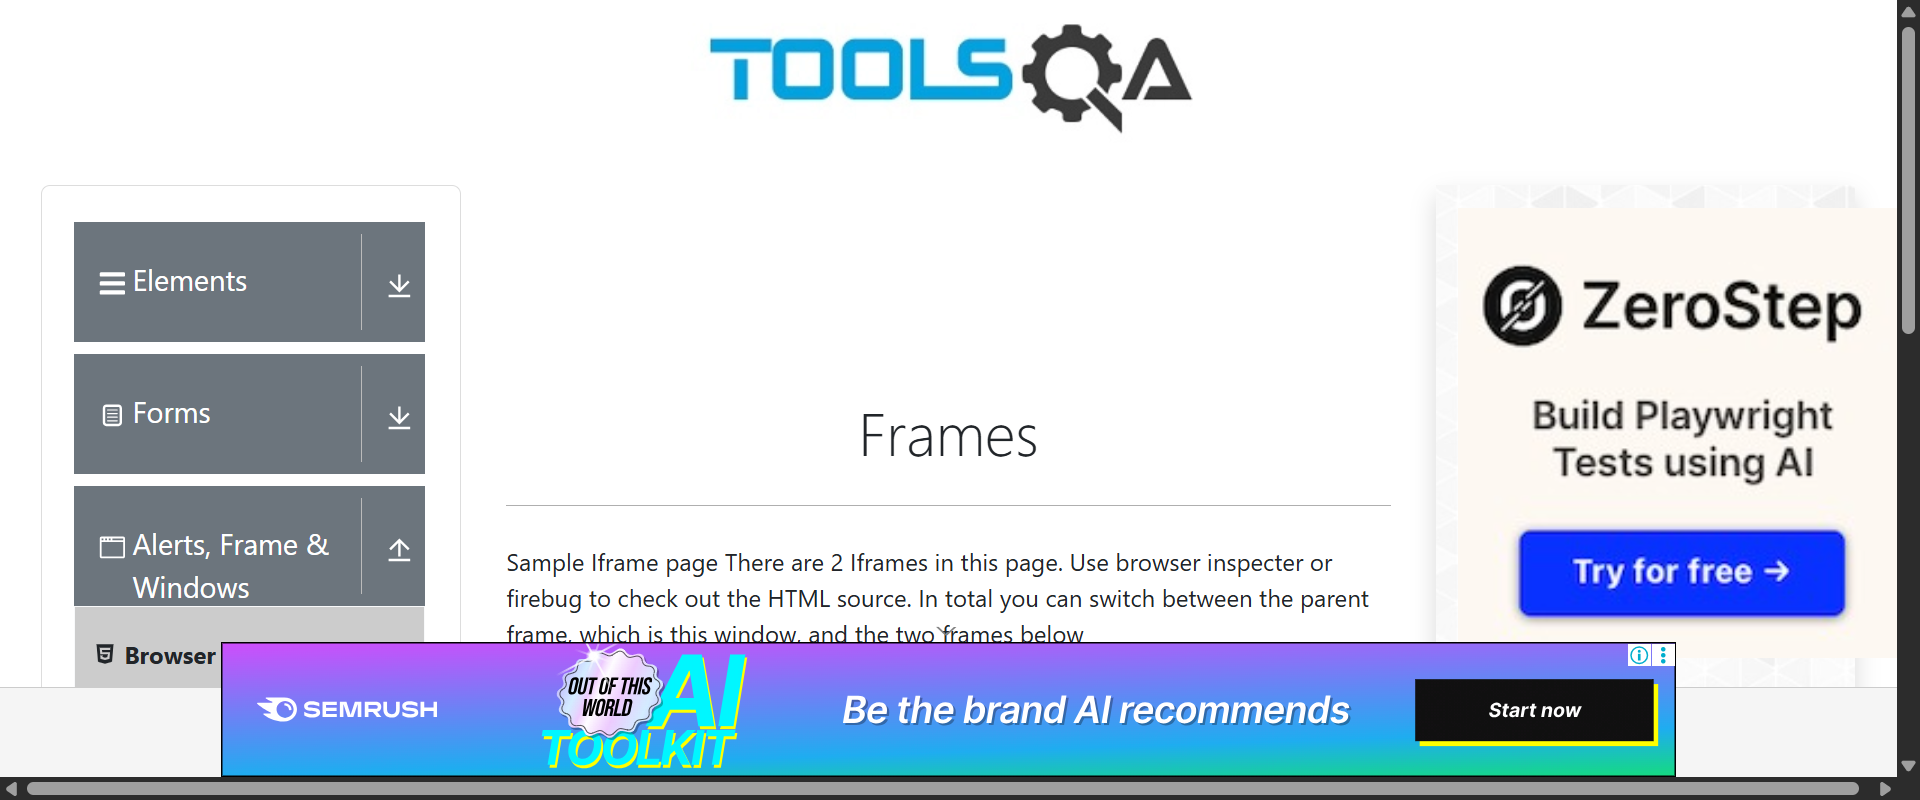 TOOLSQA
Elements
Forms
Alerts, Frame &
Windows
Browser
Frames
Sample Iframe page There are 2 Iframes in this page. Use browser inspecter or
firebug to check out the HTML source. In total you can switch between the parent
frame, which is this window, and the two frames below
ZeroStep
Build Playwright
Tests using AI
Try for free →
SEMRUSH
OUT OF THIS
WORLD
AI
TOOLKIT
Be the brand AI recommends
Start now